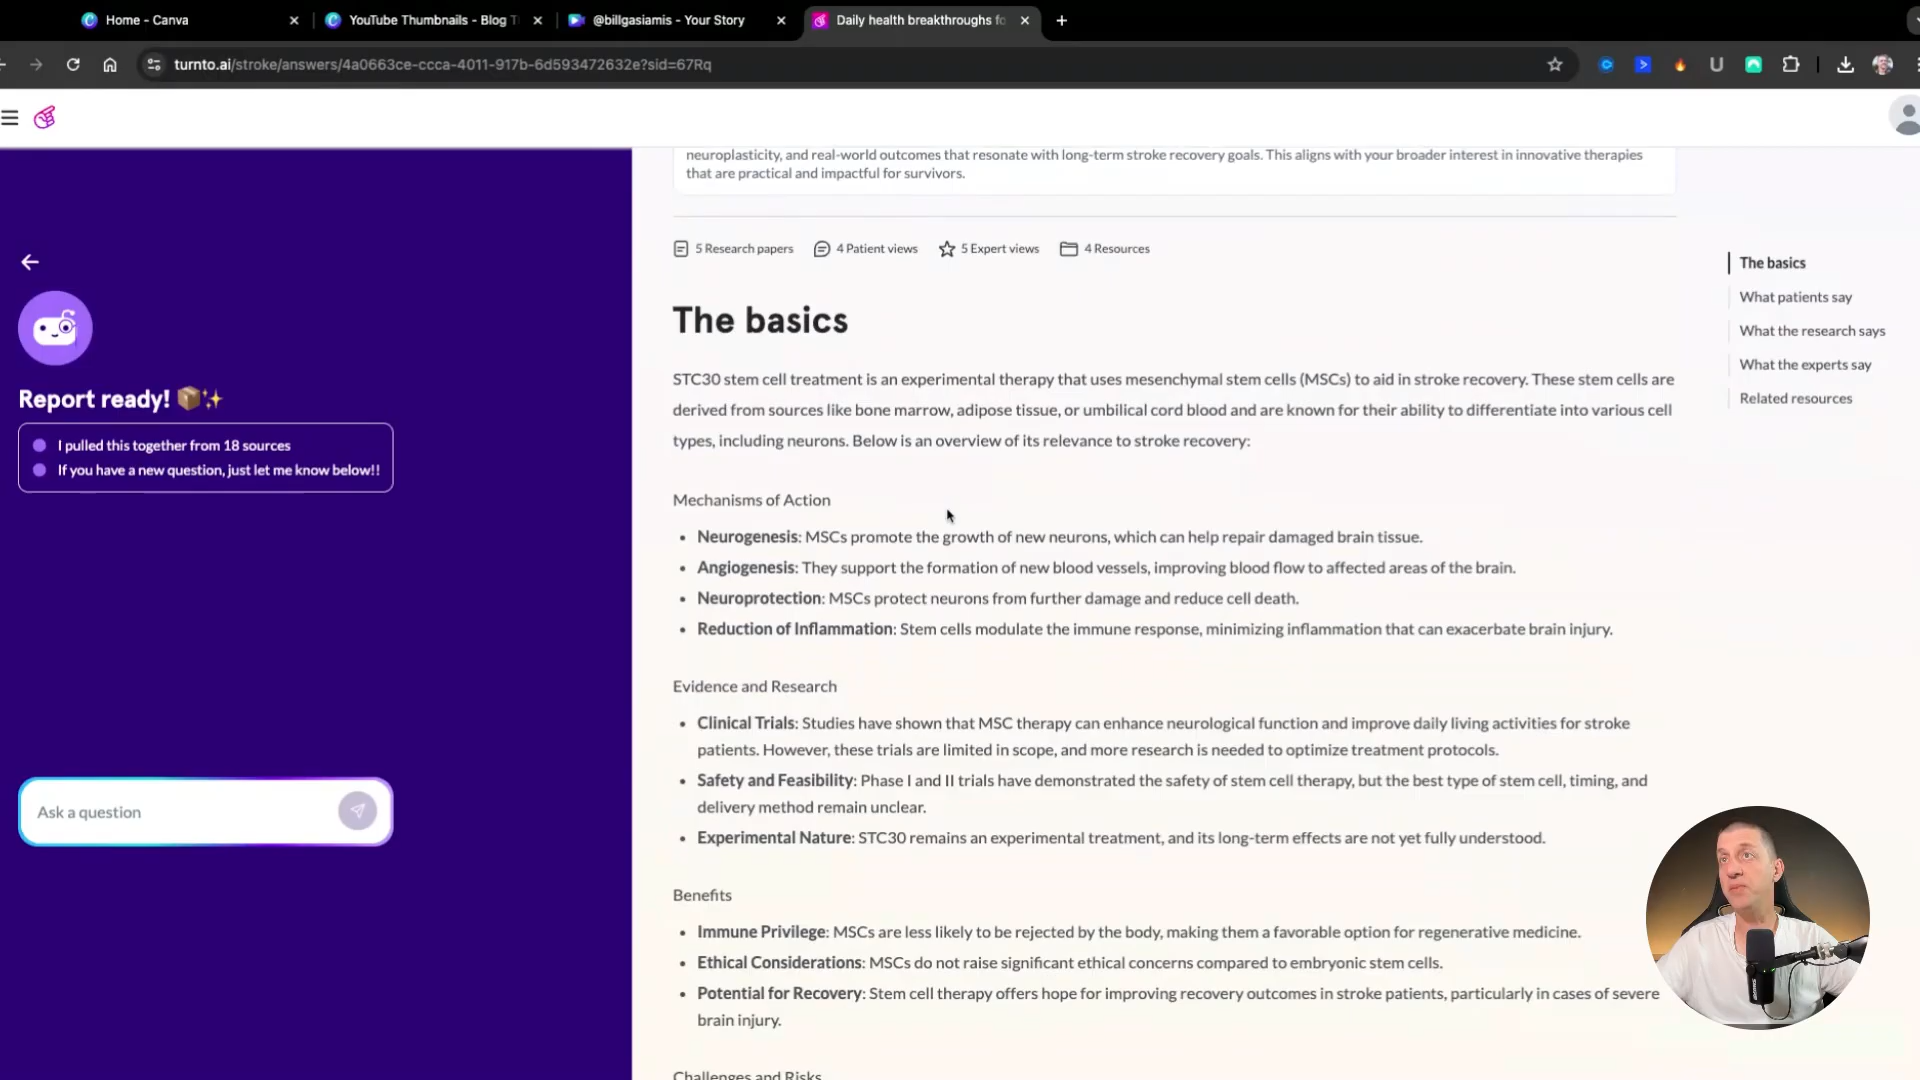 Home - Canva
YouTube Thumbnails - Blog T
@billgasiamis - Your Story
Daily health breakthroughs fo
turnto.ai/stroke/answers/4a0663ce-ccca-4011-917b-6d593472632e?sid=67Rq
neuroplasticity, and real-world outcomes that resonate with long-term stroke recovery goals. This aligns with your broader interest in innovative therapies
that are practical and impactful for survivors.
5 Research papers
4 Patient views
5 Expert views
4 Resources
The basics
STC30 stem cell treatment is an experimental therapy that uses mesenchymal stem cells (MSCs) to aid in stroke recovery. These stem cells are
derived from sources like bone marrow, adipose tissue, or umbilical cord blood and are known for their ability to differentiate into various cell
types, including neurons. Below is an overview of its relevance to stroke recovery:
Mechanisms of Action
• Neurogenesis: MSCs promote the growth of new neurons, which can help repair damaged brain tissue.
• Angiogenesis: They support the formation of new blood vessels, improving blood flow to affected areas of the brain.
• Neuroprotection: MSCs protect neurons from further damage and reduce cell death.
• Reduction of Inflammation: Stem cells modulate the immune response, minimizing inflammation that can exacerbate brain injury.
Evidence and Research
• Clinical Trials: Studies have shown that MSC therapy can enhance neurological function and improve daily living activities for stroke
patients. However, these trials are limited in scope, and more research is needed to optimize treatment protocols.
• Safety and Feasibility: Phase I and II trials have demonstrated the safety of stem cell therapy, but the best type of stem cell, timing, and
delivery method remain unclear.
• Experimental Nature: STC30 remains an experimental treatment, and its long-term effects are not yet fully understood.
Benefits
• Immune Privilege: MSCs are less likely to be rejected by the body, making them a favorable option for regenerative medicine.
• Ethical Considerations: MSCs do not raise significant ethical concerns compared to embryonic stem cells.
• Potential for Recovery: Stem cell therapy offers hope for improving recovery outcomes in stroke patients, particularly in cases of severe
brain injury.
Challenges and Risks
Report ready! 📦✨
I pulled this together from 18 sources
If you have a new question, just let me know below!!
Ask a question
The basics
What patients say
What the research says
What the experts say
Related resources